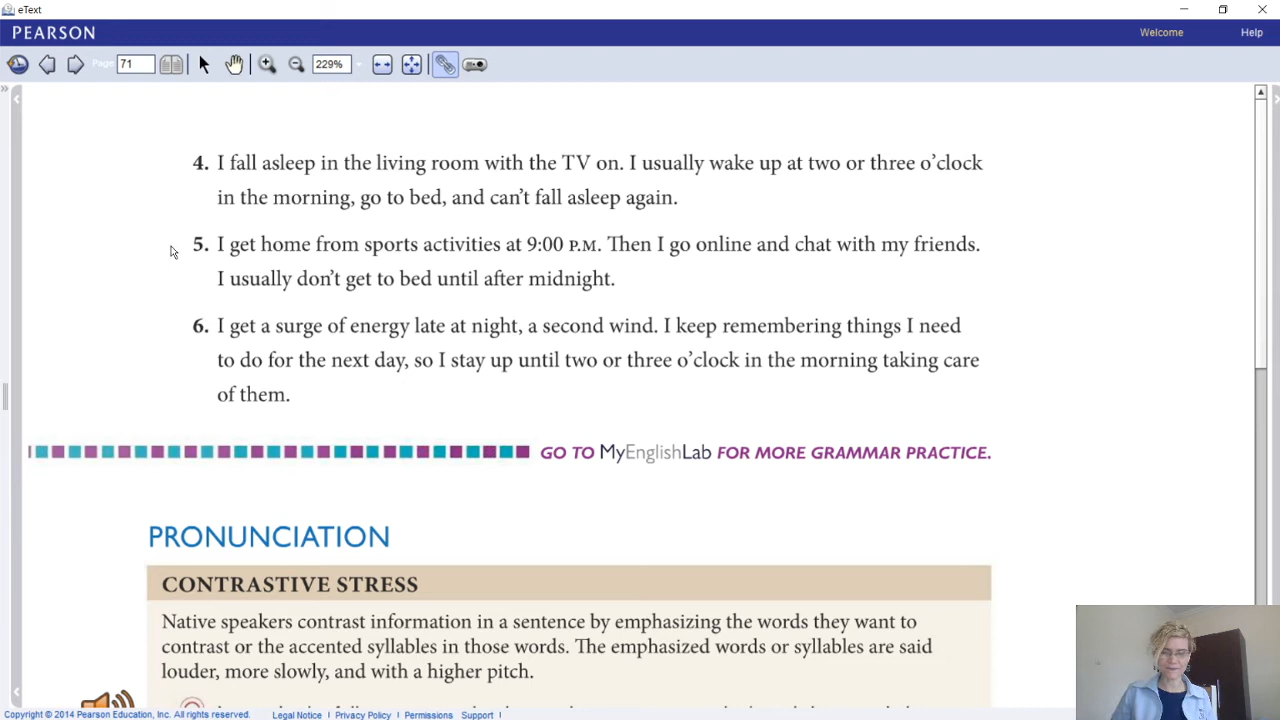 eText
PEARSON
Welcome
Help
Page 71
229%
4. I fall asleep in the living room with the TV on. I usually wake up at two or three o’clock
in the morning, go to bed, and can’t fall asleep again.
5. I get home from sports activities at 9:00 P.M. Then I go online and chat with my friends.
I usually don’t get to bed until after midnight.
6. I get a surge of energy late at night, a second wind. I keep remembering things I need
to do for the next day, so I stay up until two or three o’clock in the morning taking care
of them.
GO TO MyEnglishLab FOR MORE GRAMMAR PRACTICE.
PRONUNCIATION
CONTRASTIVE STRESS
Native speakers contrast information in a sentence by emphasizing the words they want to
contrast or the accented syllables in those words. The emphasized words or syllables are said
louder, more slowly, and with a higher pitch.
Copyright © 2014 Pearson Education, Inc. All rights reserved. Legal Notice | Privacy Policy | Permissions Support |